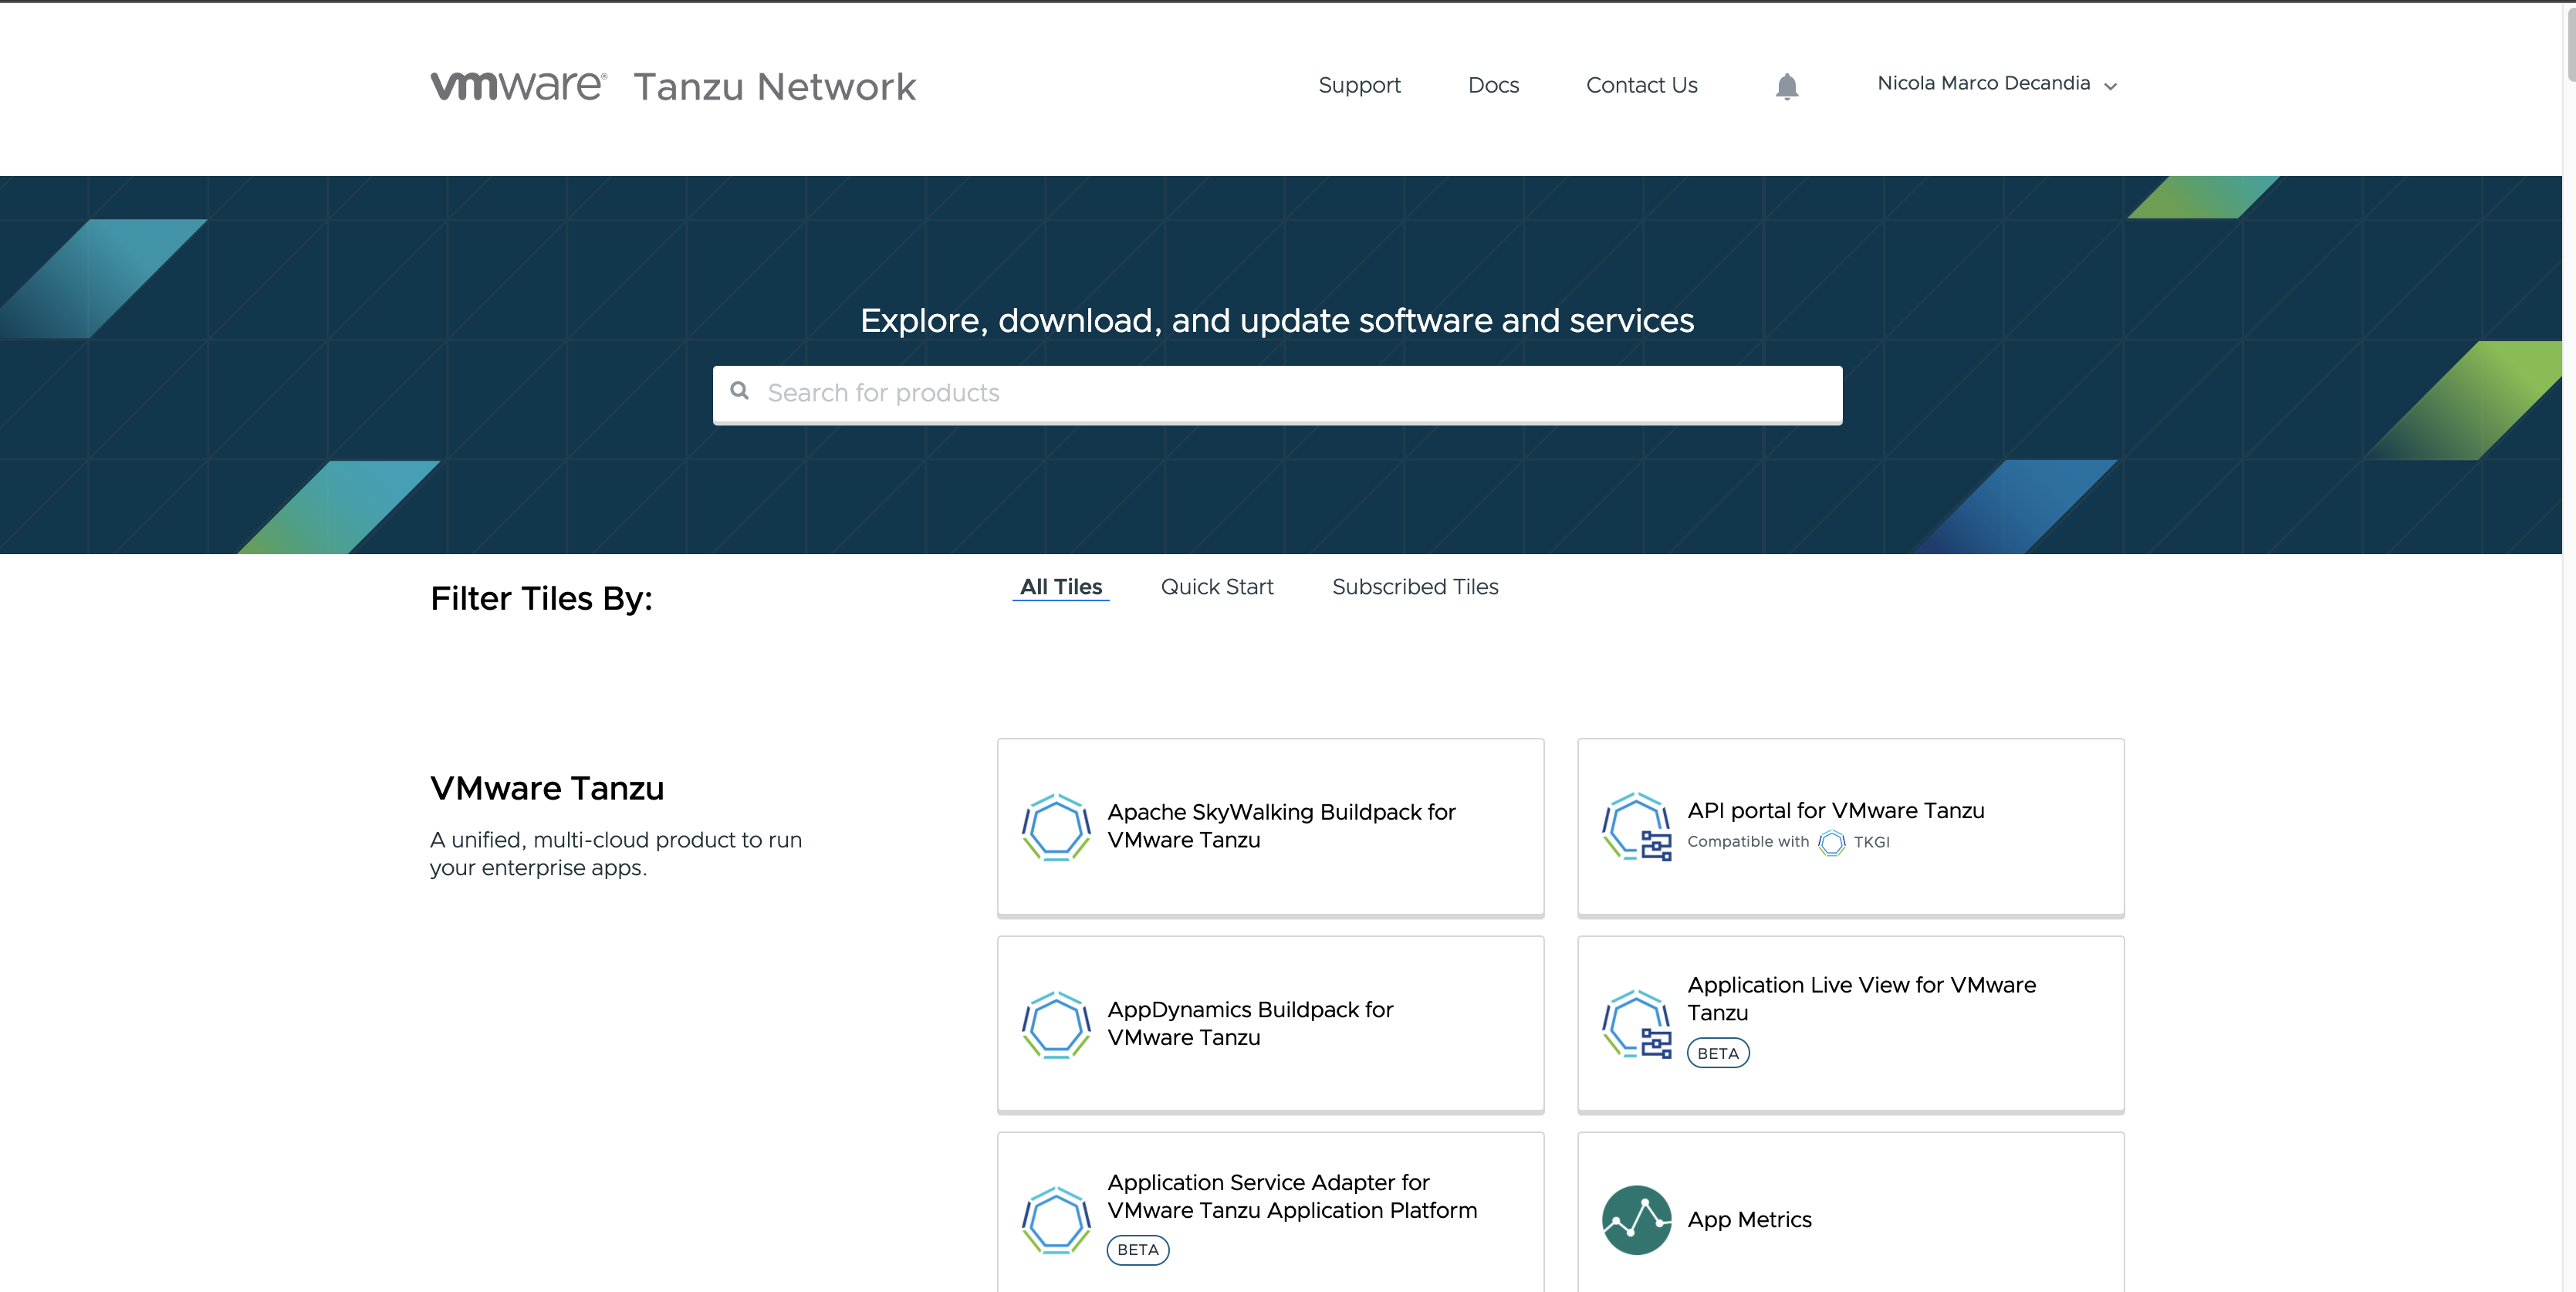 vmware® Tanzu Network
Support
Docs
Contact Us
Nicola Marco Decandia
Explore, download, and update software and services
Search for products
Filter Tiles By:
All Tiles
Quick Start
Subscribed Tiles
VMware Tanzu
A unified, multi-cloud product to run
your enterprise apps.
Apache SkyWalking Buildpack for
VMware Tanzu
API portal for VMware Tanzu
Compatible with TKGI
AppDynamics Buildpack for
VMware Tanzu
Application Live View for VMware
Tanzu
BETA
Application Service Adapter for
VMware Tanzu Application Platform
BETA
App Metrics